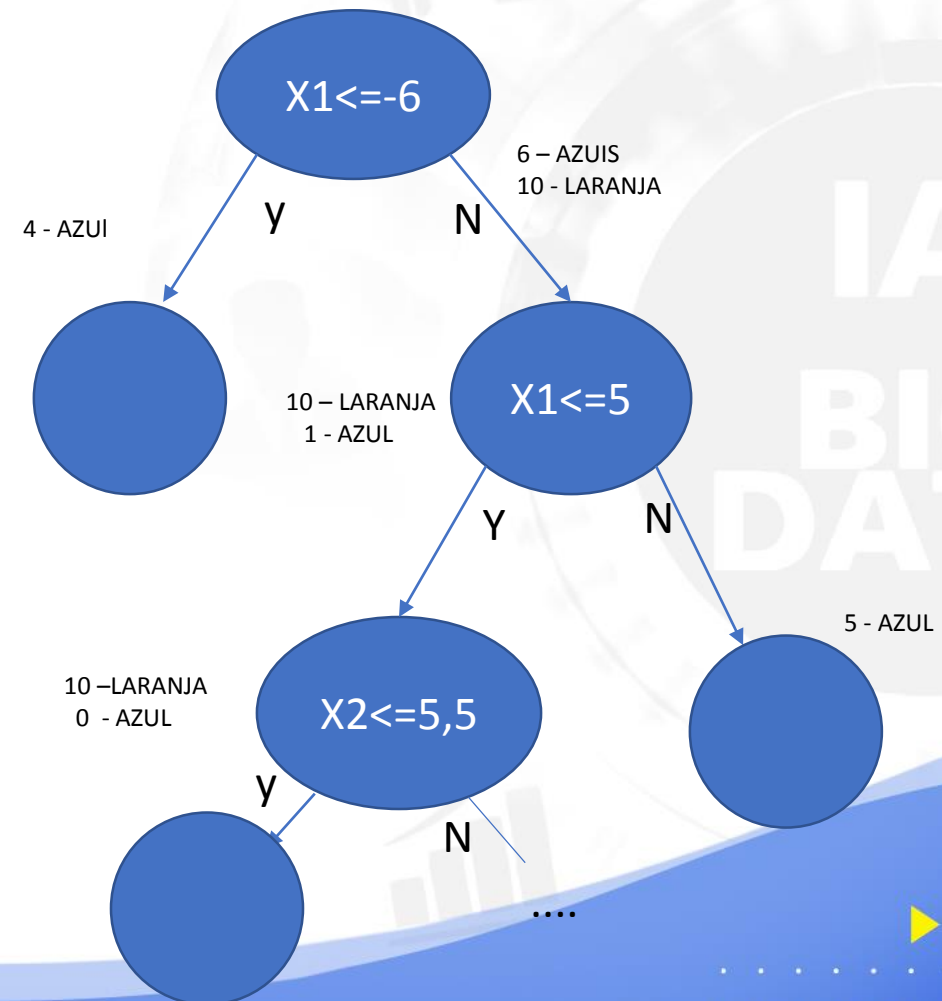 X1<=-6
6 – AZUIS
10 - LARANJA
y
N
4 - AZUl
10 – LARANJA
1 - AZUL
X1<=5
Y
N
5 - AZUL
10 –LARANJA
0 - AZUL
X2<=5,5
y
N
....